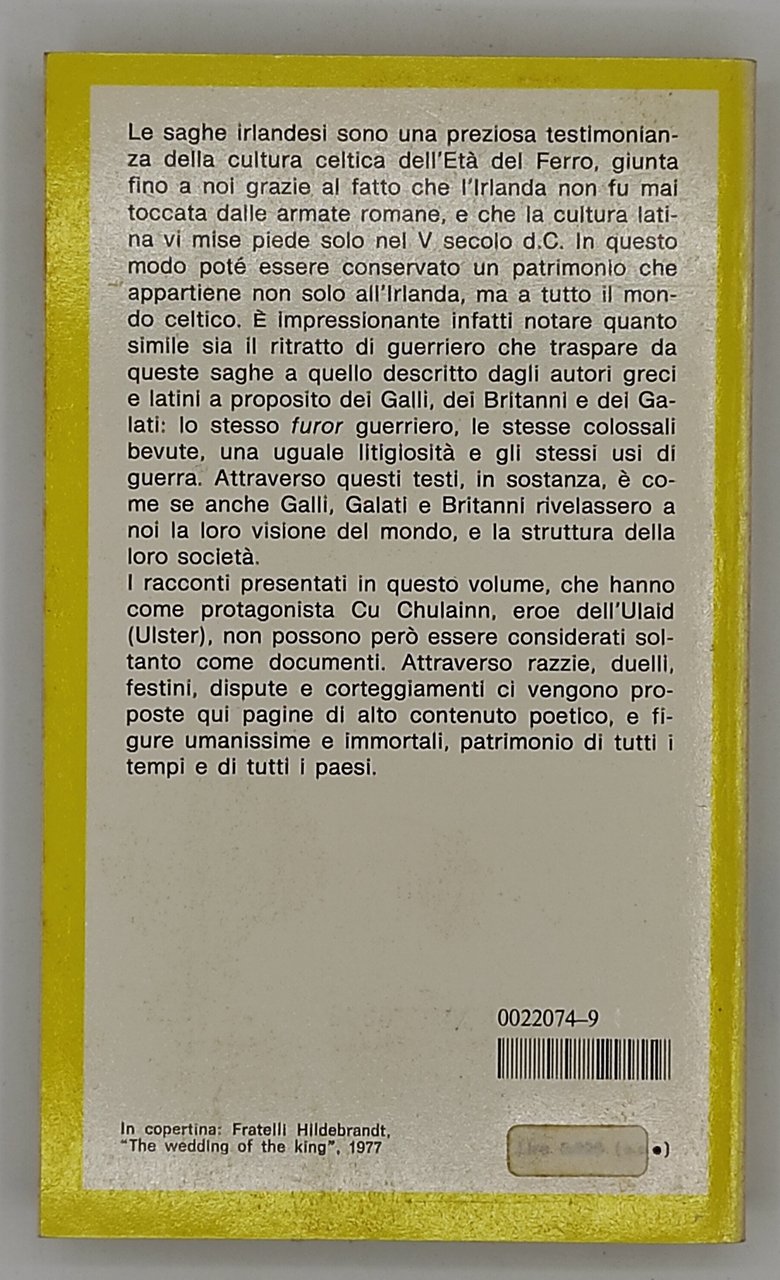 Le saghe irlandesi sono una preziosa testimonian-
za della cultura celtica dell'Età del Ferro, giunta
fino a noi grazie al fatto che l'Irlanda non fu mai
toccata dalle armate romane, e che la cultura lati-
na vi mise piede solo nel V secolo d.C. In questo
modo poté essere conservato un patrimonio che
appartiene non solo all'Irlanda, ma a tutto il mon-
do celtico. È impressionante infatti notare quanto
simile sia il ritratto di guerriero che traspare da
queste saghe a quello descritto dagli autori greci
e latini a proposito dei Galli, dei Britanni e dei Ga-
lati: lo stesso furor guerriero, le stesse colossali
bevute, una uguale litigiosità e gli stessi usi di
guerra. Attraverso questi testi, in sostanza, è co-
me se anche Galli, Galati e Britanni rivelassero a
noi la loro visione del mondo, e la struttura della
loro società.
I racconti presentati in questo volume, che hanno
come protagonista Cu Chulainn, eroe dell'Ulaid
(Ulster), non possono però essere considerati sol-
tanto come documenti. Attraverso razzie, duelli,
festini, dispute e corteggiamenti ci vengono pro-
poste qui pagine di alto contenuto poetico, e fi-
gure umanissime e immortali, patrimonio di tutti i
tempi e di tutti i paesi.
0022074–9
In copertina: Fratelli Hildebrandt,
"The wedding of the king", 1977